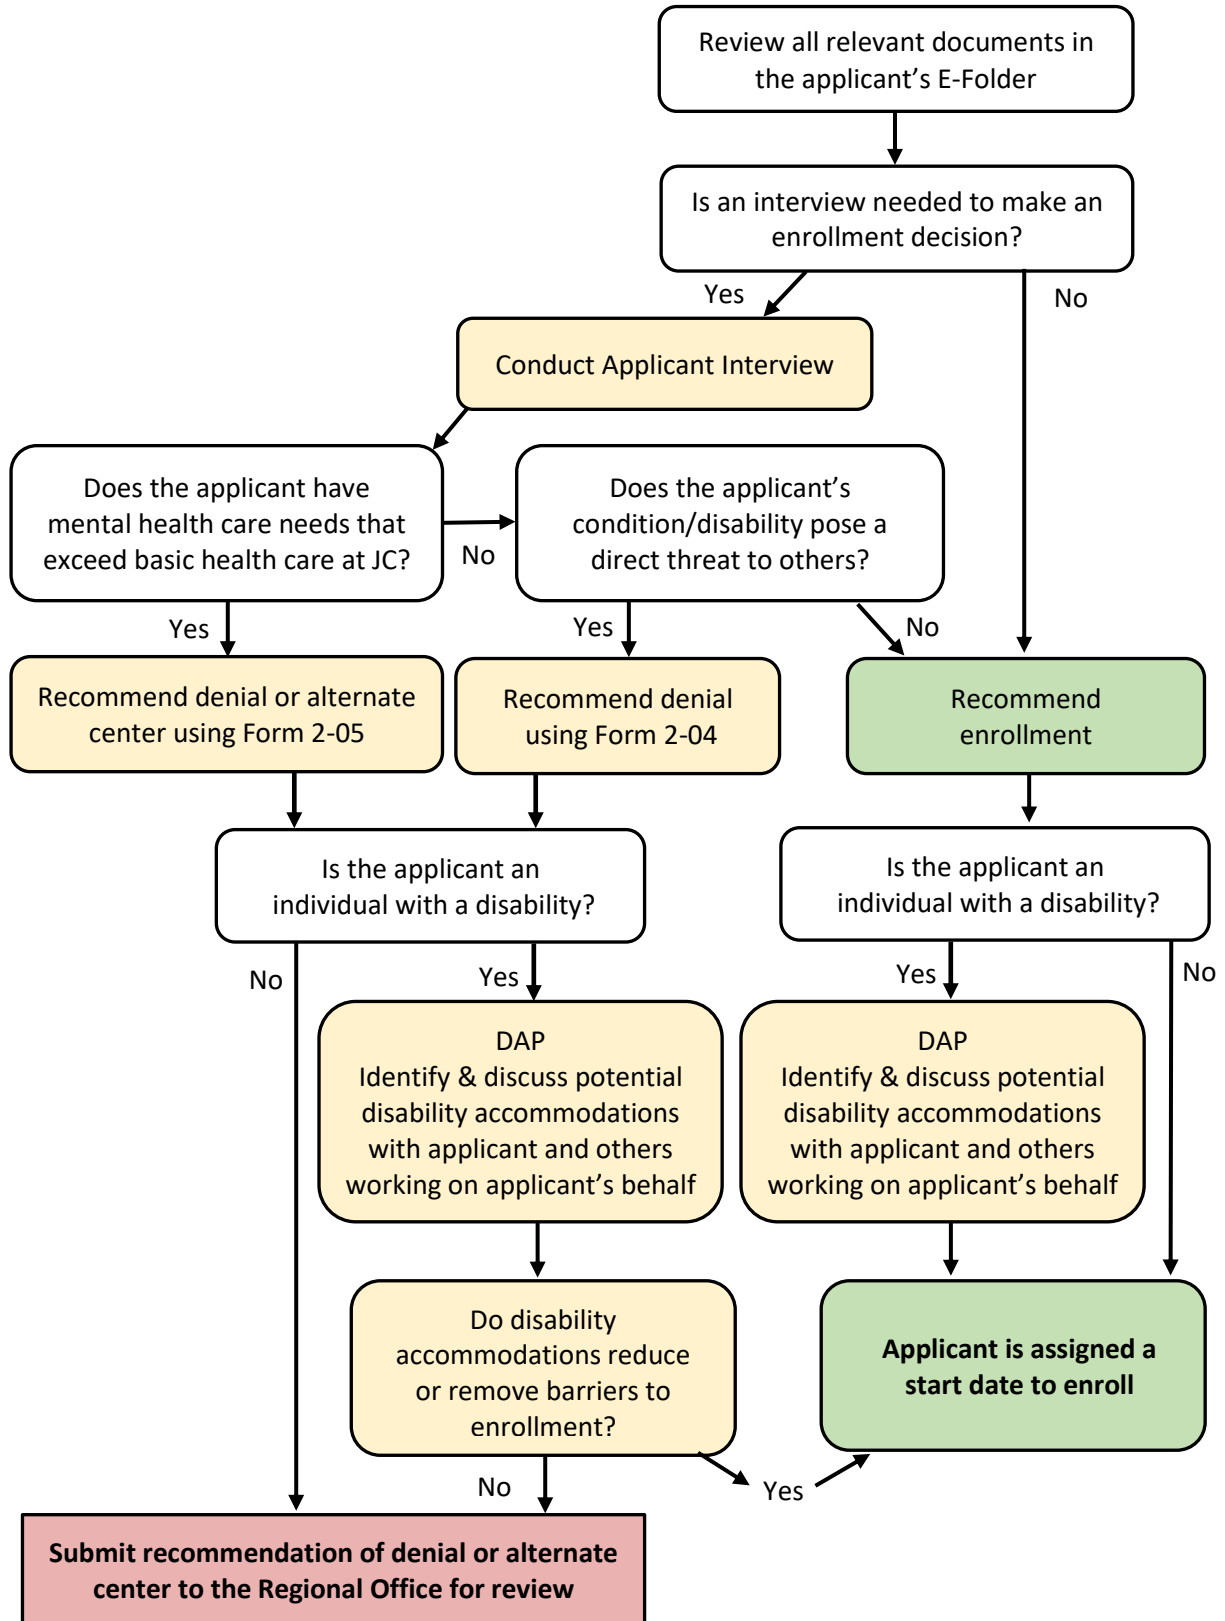 Review all relevant documents in
the applicant’s E-Folder
Is an interview needed to make an
enrollment decision?
Yes
No
Conduct Applicant Interview
Does the applicant have
mental health care needs that
exceed basic health care at JC?
No
Does the applicant’s
condition/disability pose a
direct threat to others?
Yes
Yes
No
Recommend denial or alternate
center using Form 2-05
Recommend denial
using Form 2-04
Recommend
enrollment
Is the applicant an
individual with a disability?
Is the applicant an
individual with a disability?
No
Yes
Yes
No
DAP
Identify & discuss potential
disability accommodations
with applicant and others
working on applicant’s behalf
DAP
Identify & discuss potential
disability accommodations
with applicant and others
working on applicant’s behalf
Do disability
accommodations reduce
or remove barriers to
enrollment?
Applicant is assigned a
start date to enroll
No
Yes
Submit recommendation of denial or alternate
center to the Regional Office for review